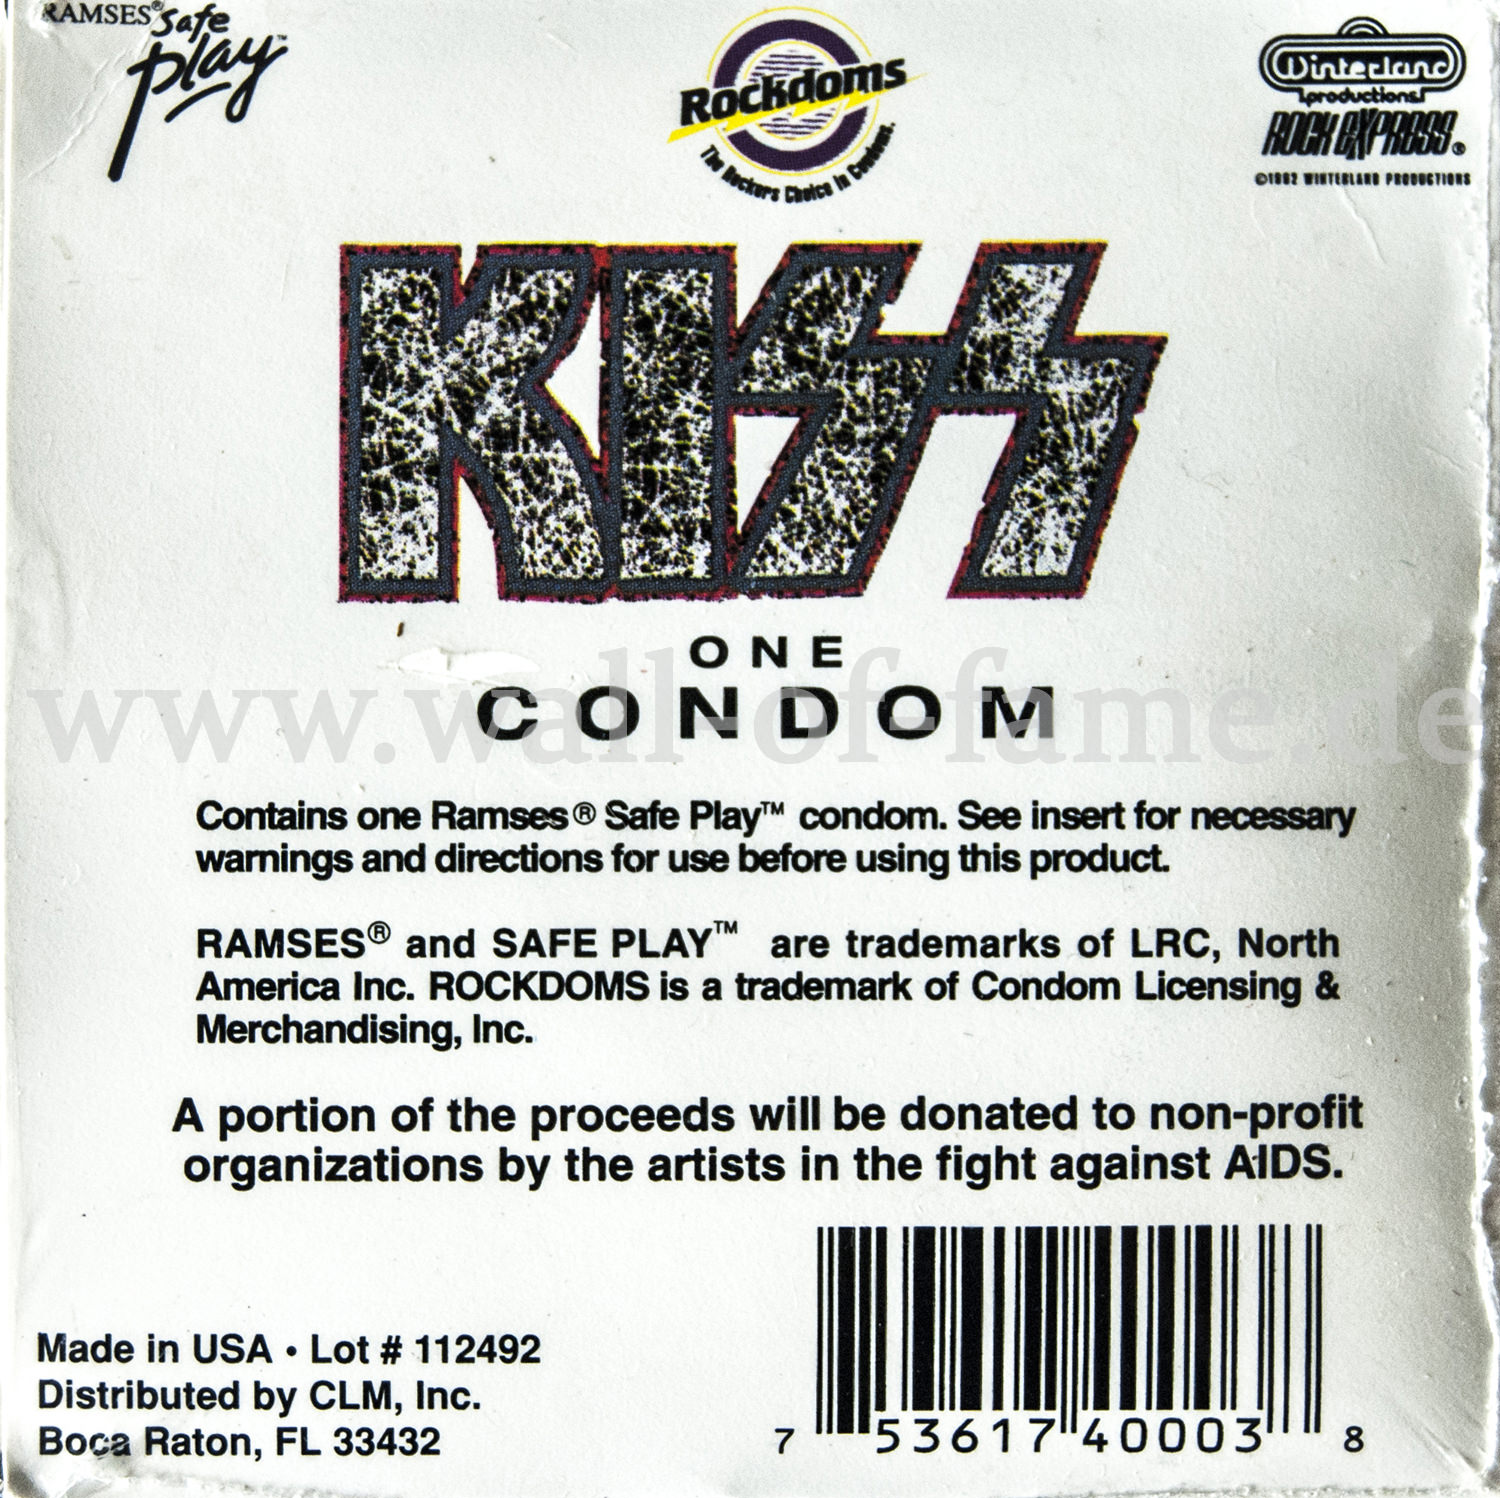 RAMSES® Safe
Play™
Rockdoms
The Rockers Choice in Condoms.
Winterland
productions
ROCK EXPRESS®
©1992 WINTERLAND PRODUCTIONS
KISS
ONE
CONDOM
www.wall-of-fame.de
Contains one Ramses® Safe Play™ condom. See insert for necessary
warnings and directions for use before using this product.
RAMSES® and SAFE PLAY™ are trademarks of LRC, North
America Inc. ROCKDOMS is a trademark of Condom Licensing &
Merchandising, Inc.
A portion of the proceeds will be donated to non-profit
organizations by the artists in the fight against AIDS.
Made in USA • Lot # 112492
Distributed by CLM, Inc.
Boca Raton, FL 33432
7 53617 40003 8